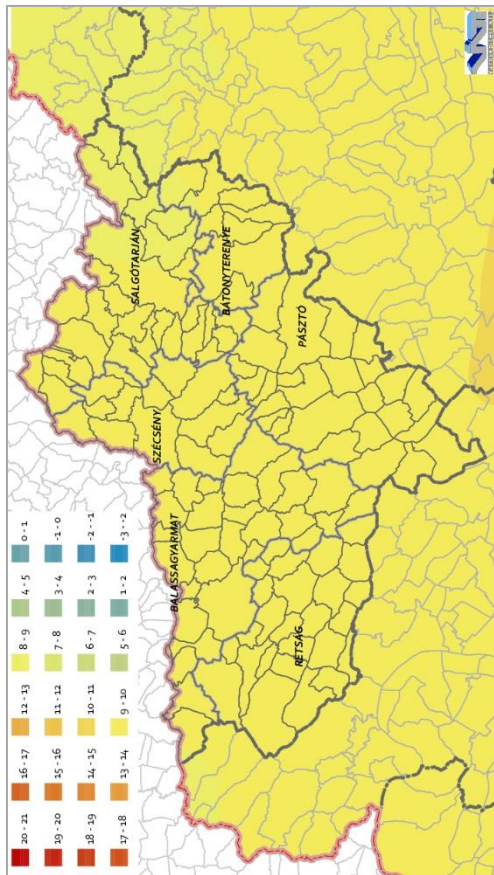 20 - 21 16 - 17 12 - 13 8 - 9 4 - 5 0 - 1
19 - 20 15 - 16 11 - 12 7 - 8 3 - 4 -1 - 0
18 - 19 14 - 15 10 - 11 6 - 7 2 - 3 -2 - -1
17 - 18 13 - 14 9 - 10 5 - 6 1 - 2 -3 - -2
SALGÓTARJÁN
SZÉCSÉNY
BALASSAGYARMAT
BÁTONYTERENYE
RÉTSÁG
PÁSZTÓ